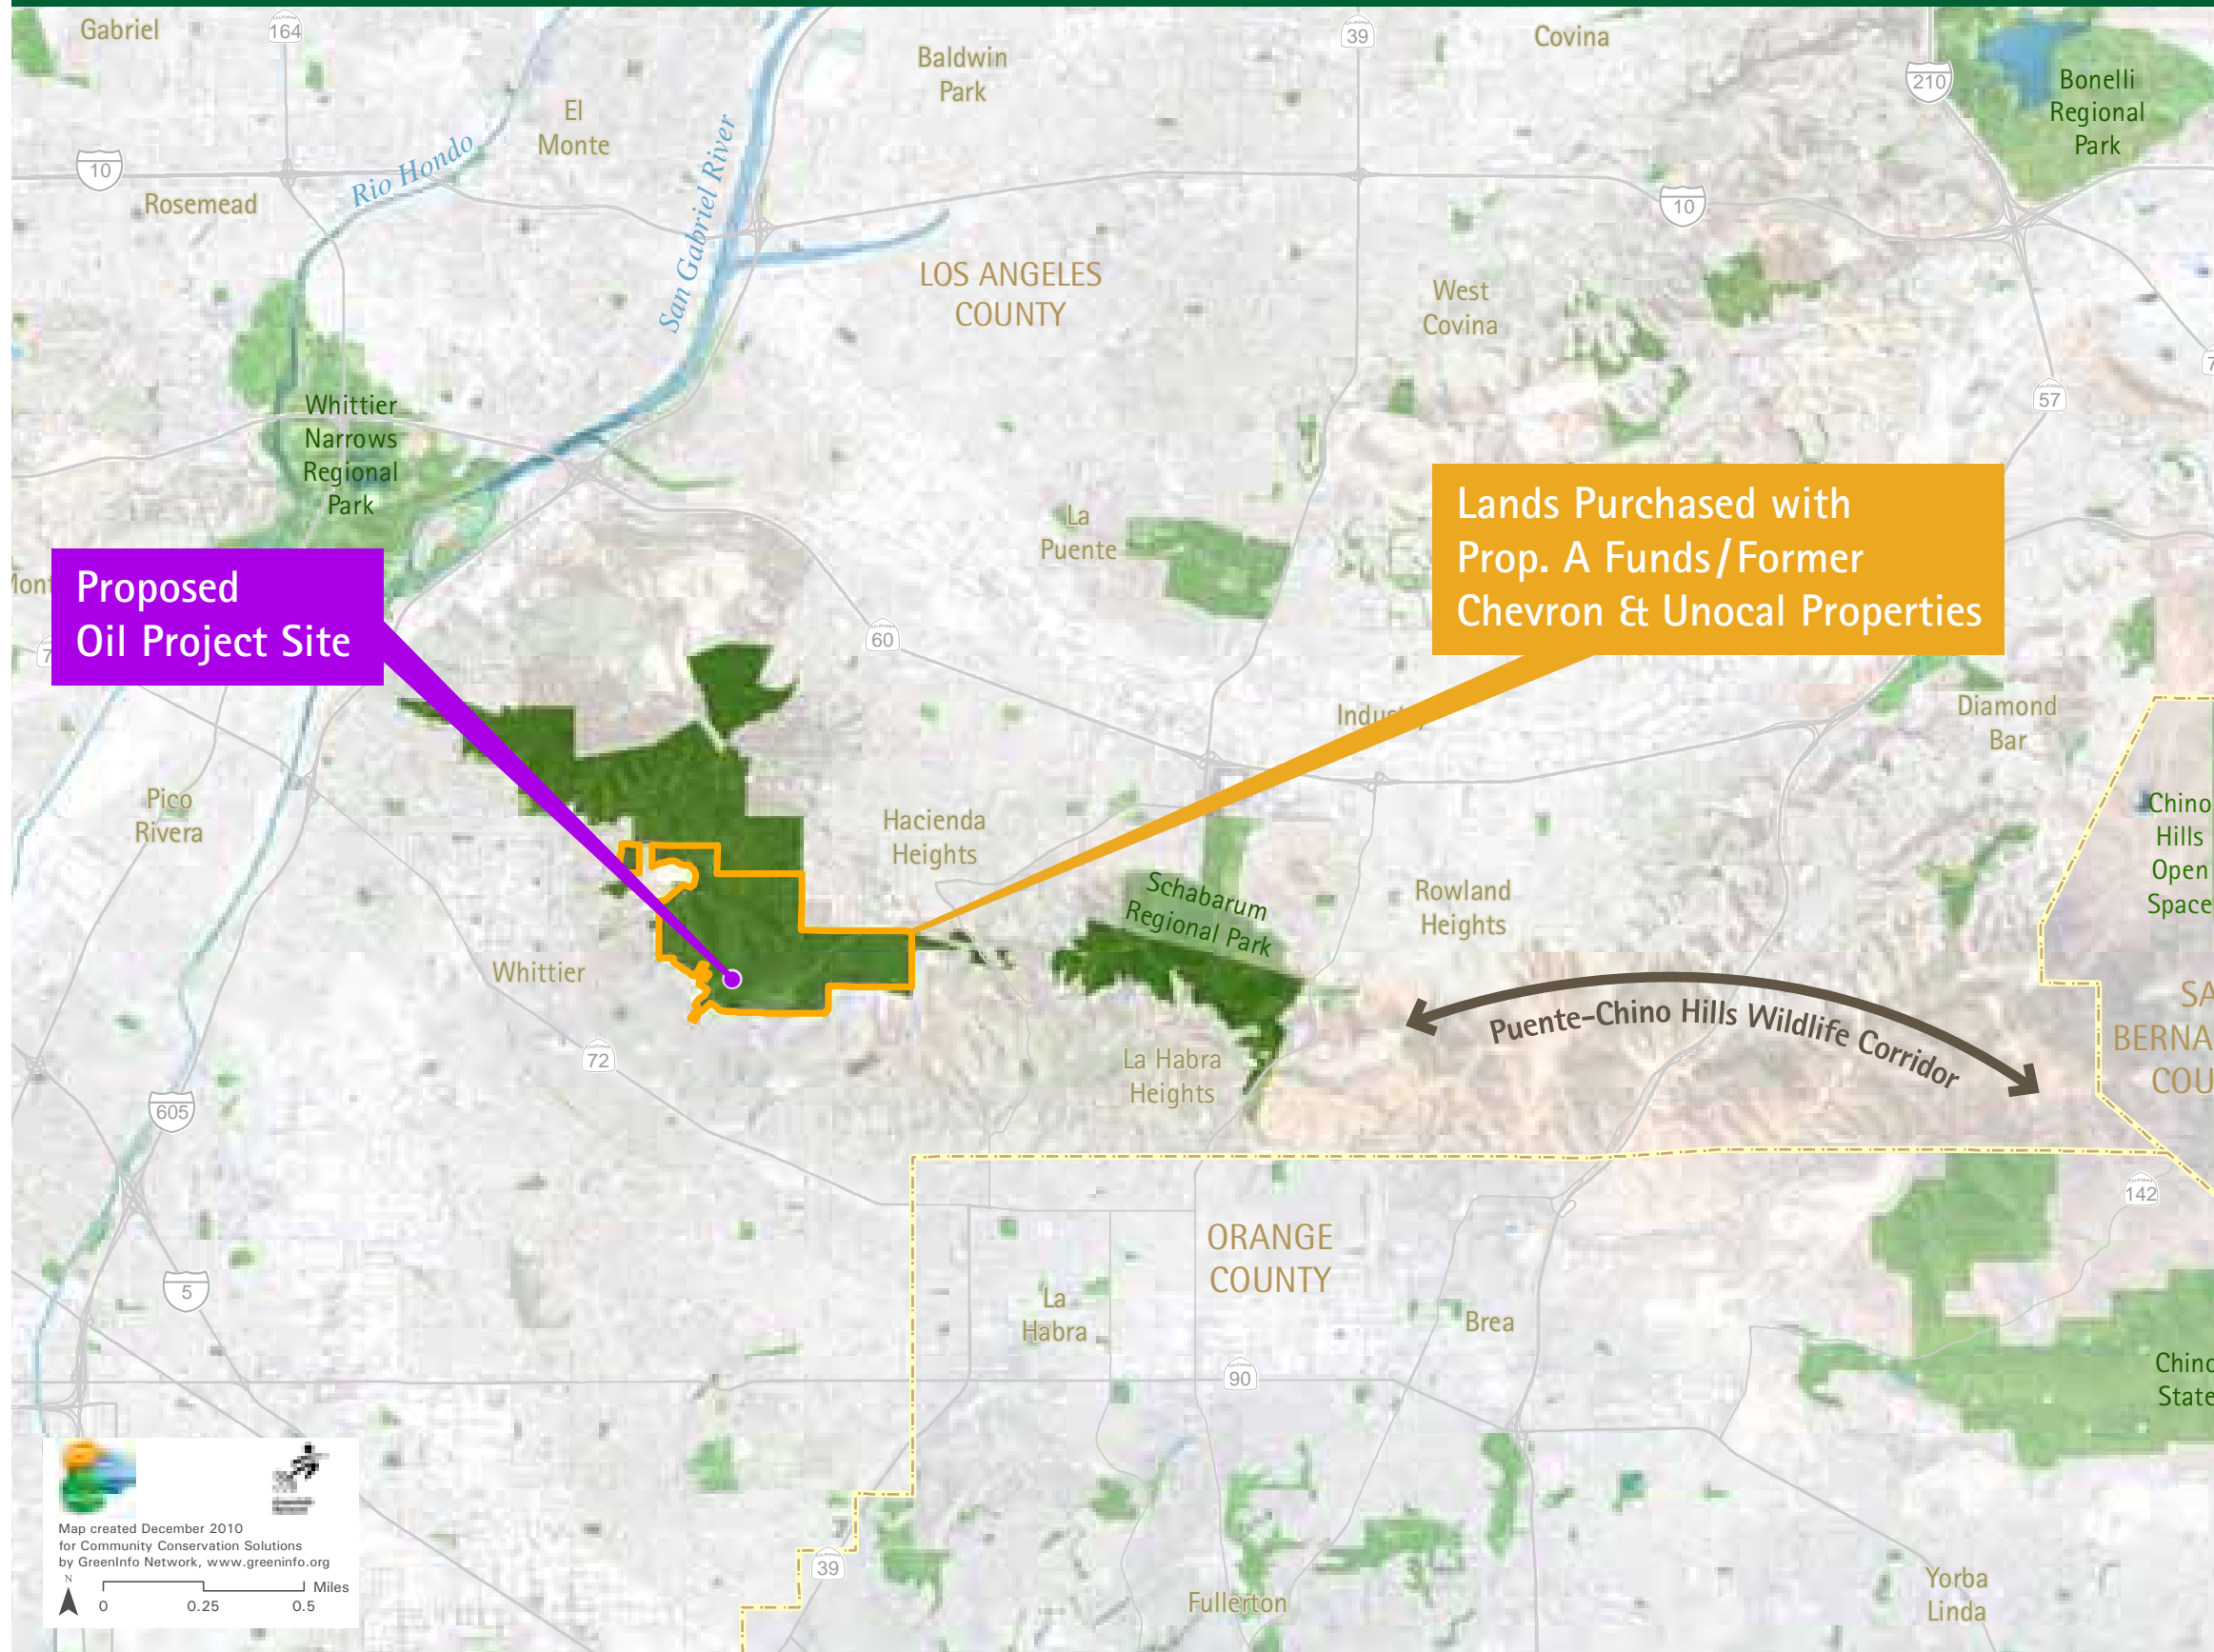 Gabriel
164
39
Covina
Baldwin
Park
210
Bonelli
Regional
Park
El
Monte
10
Rio Hondo
San Gabriel River
Rosemead
10
LOS ANGELES
COUNTY
West
Covina
57
Whittier
Narrows
Regional
Park
Lands Purchased with
Prop. A Funds/Former
Chevron & Unocal Properties
La
Puente
Proposed
Oil Project Site
60
Diamond
Bar
Pico
Rivera
Hacienda
Heights
Chino
Hills
Open
Space
Schabarum
Regional Park
Rowland
Heights
Whittier
Puente-Chino Hills Wildlife Corridor
72
La Habra
Heights
605
142
ORANGE
COUNTY
5
La
Habra
Brea
90
State
Map created December 2010
for Community Conservation Solutions
by GreenInfo Network, www.greeninfo.org
N
Miles
0 0.25 0.5
39
Fullerton
Yorba
Linda